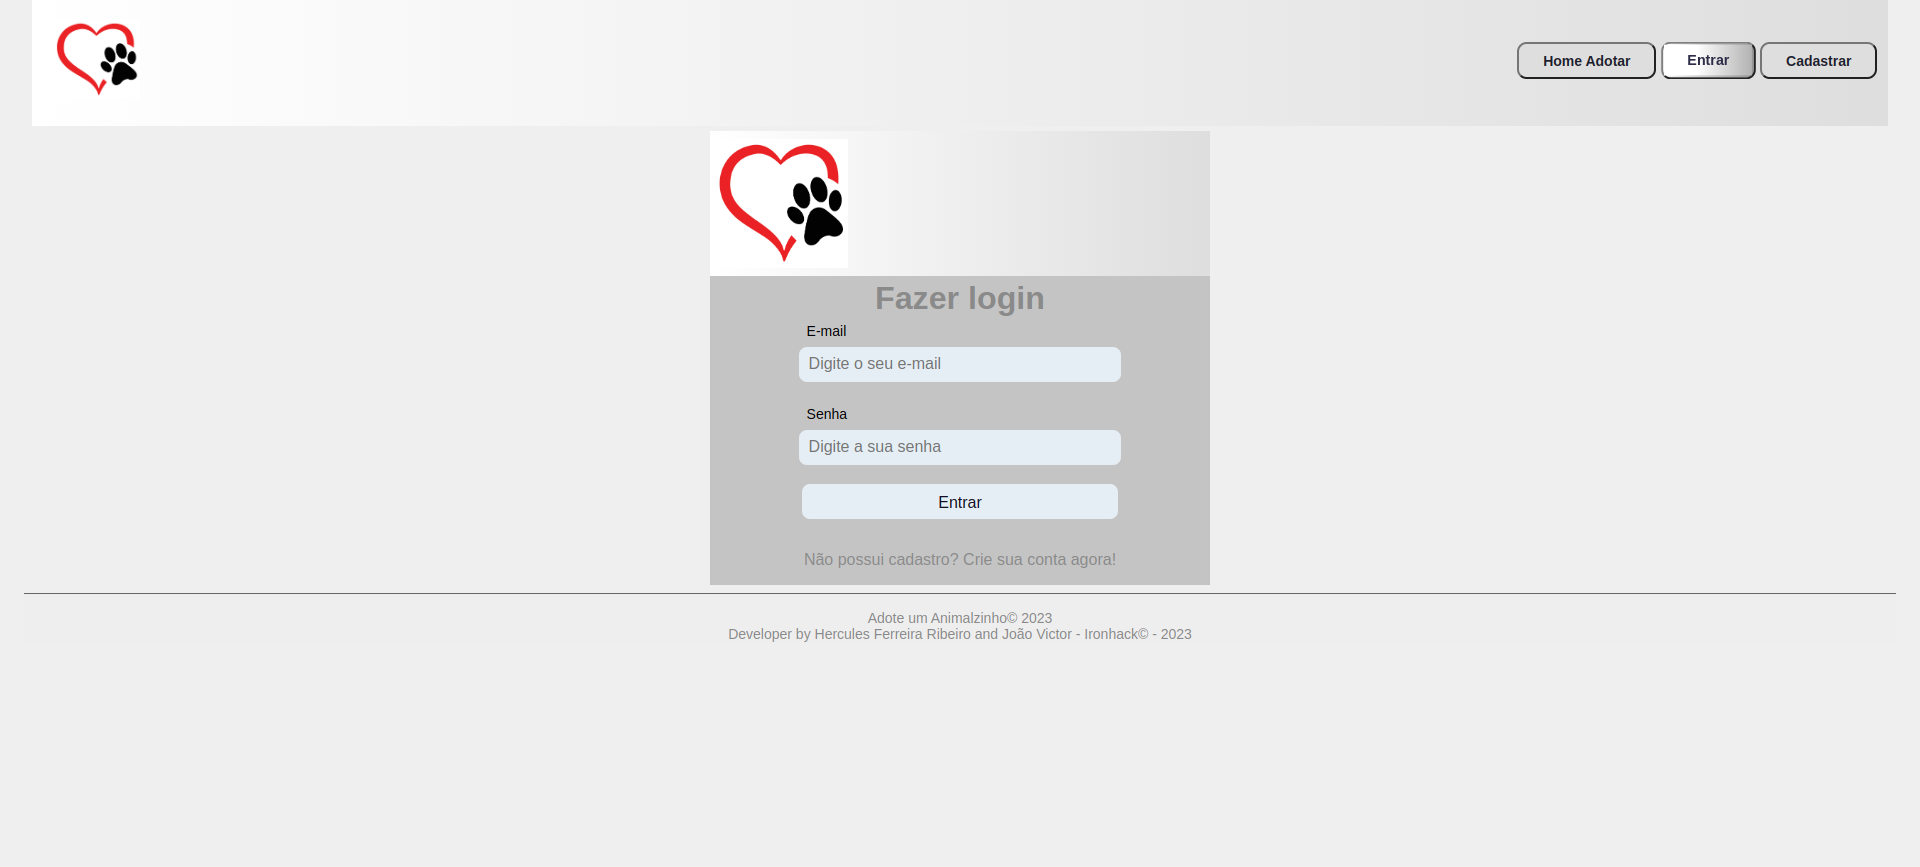 Home Adotar
Entrar
Cadastrar
Fazer login
E-mail
Digite o seu e-mail
Senha
Digite a sua senha
Entrar
Não possui cadastro? Crie sua conta agora!
Adote um Animalzinho© 2023
Developer by Hercules Ferreira Ribeiro and João Victor - Ironhack© - 2023